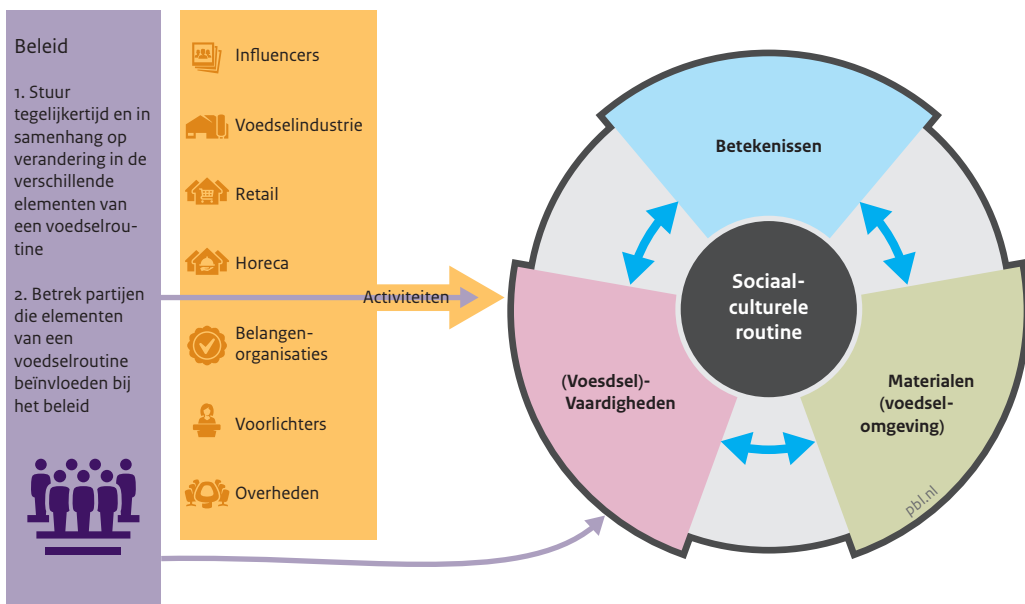 Beleid
1. Stuur
tegelijkertijd en in
samenhang op
verandering in de
verschillende
elementen van
een voedselrou-
tine
2. Betrek partijen
die elementen
van een
voedselroutine
beïnvloeden bij
het beleid
Influencers
Voedselindustrie
Retail
Horeca
Belangen-
organisaties
Voorlichters
Overheden
Activiteiten
Betekenissen
Sociaal-
culturele
routine
(Voesdsel)-
Vaardigheden
Materialen
(voedsel-
omgeving)
pbl.nl